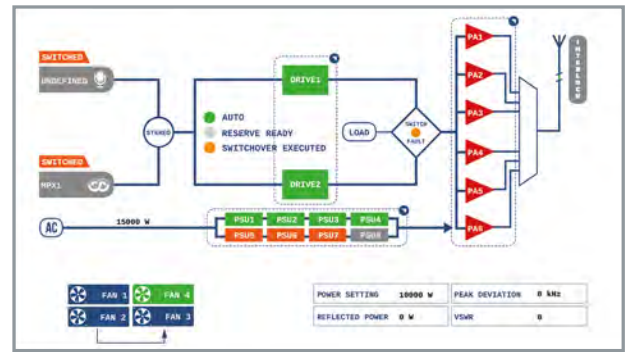 SWITCHED
UNDEFINED
STEREO
SWITCHED
MPX1
DRIVE1
DRIVE2
AUTO
RESERVE READY
SWITCHOVER EXECUTED
LOAD
SWITCH
FAULT
PA1
PA2
PA3
PA4
PA5
PA6
INTERLOCK
AC
15000 W
PSU1 PSU2 PSU3 PSU4
PSU5 PSU6 PSU7 PSU8
FAN 1 FAN 4
FAN 2 FAN 3
POWER SETTING 10000 W PEAK DEVIATION 0 kHz
REFLECTED POWER 0 W VSWR 0